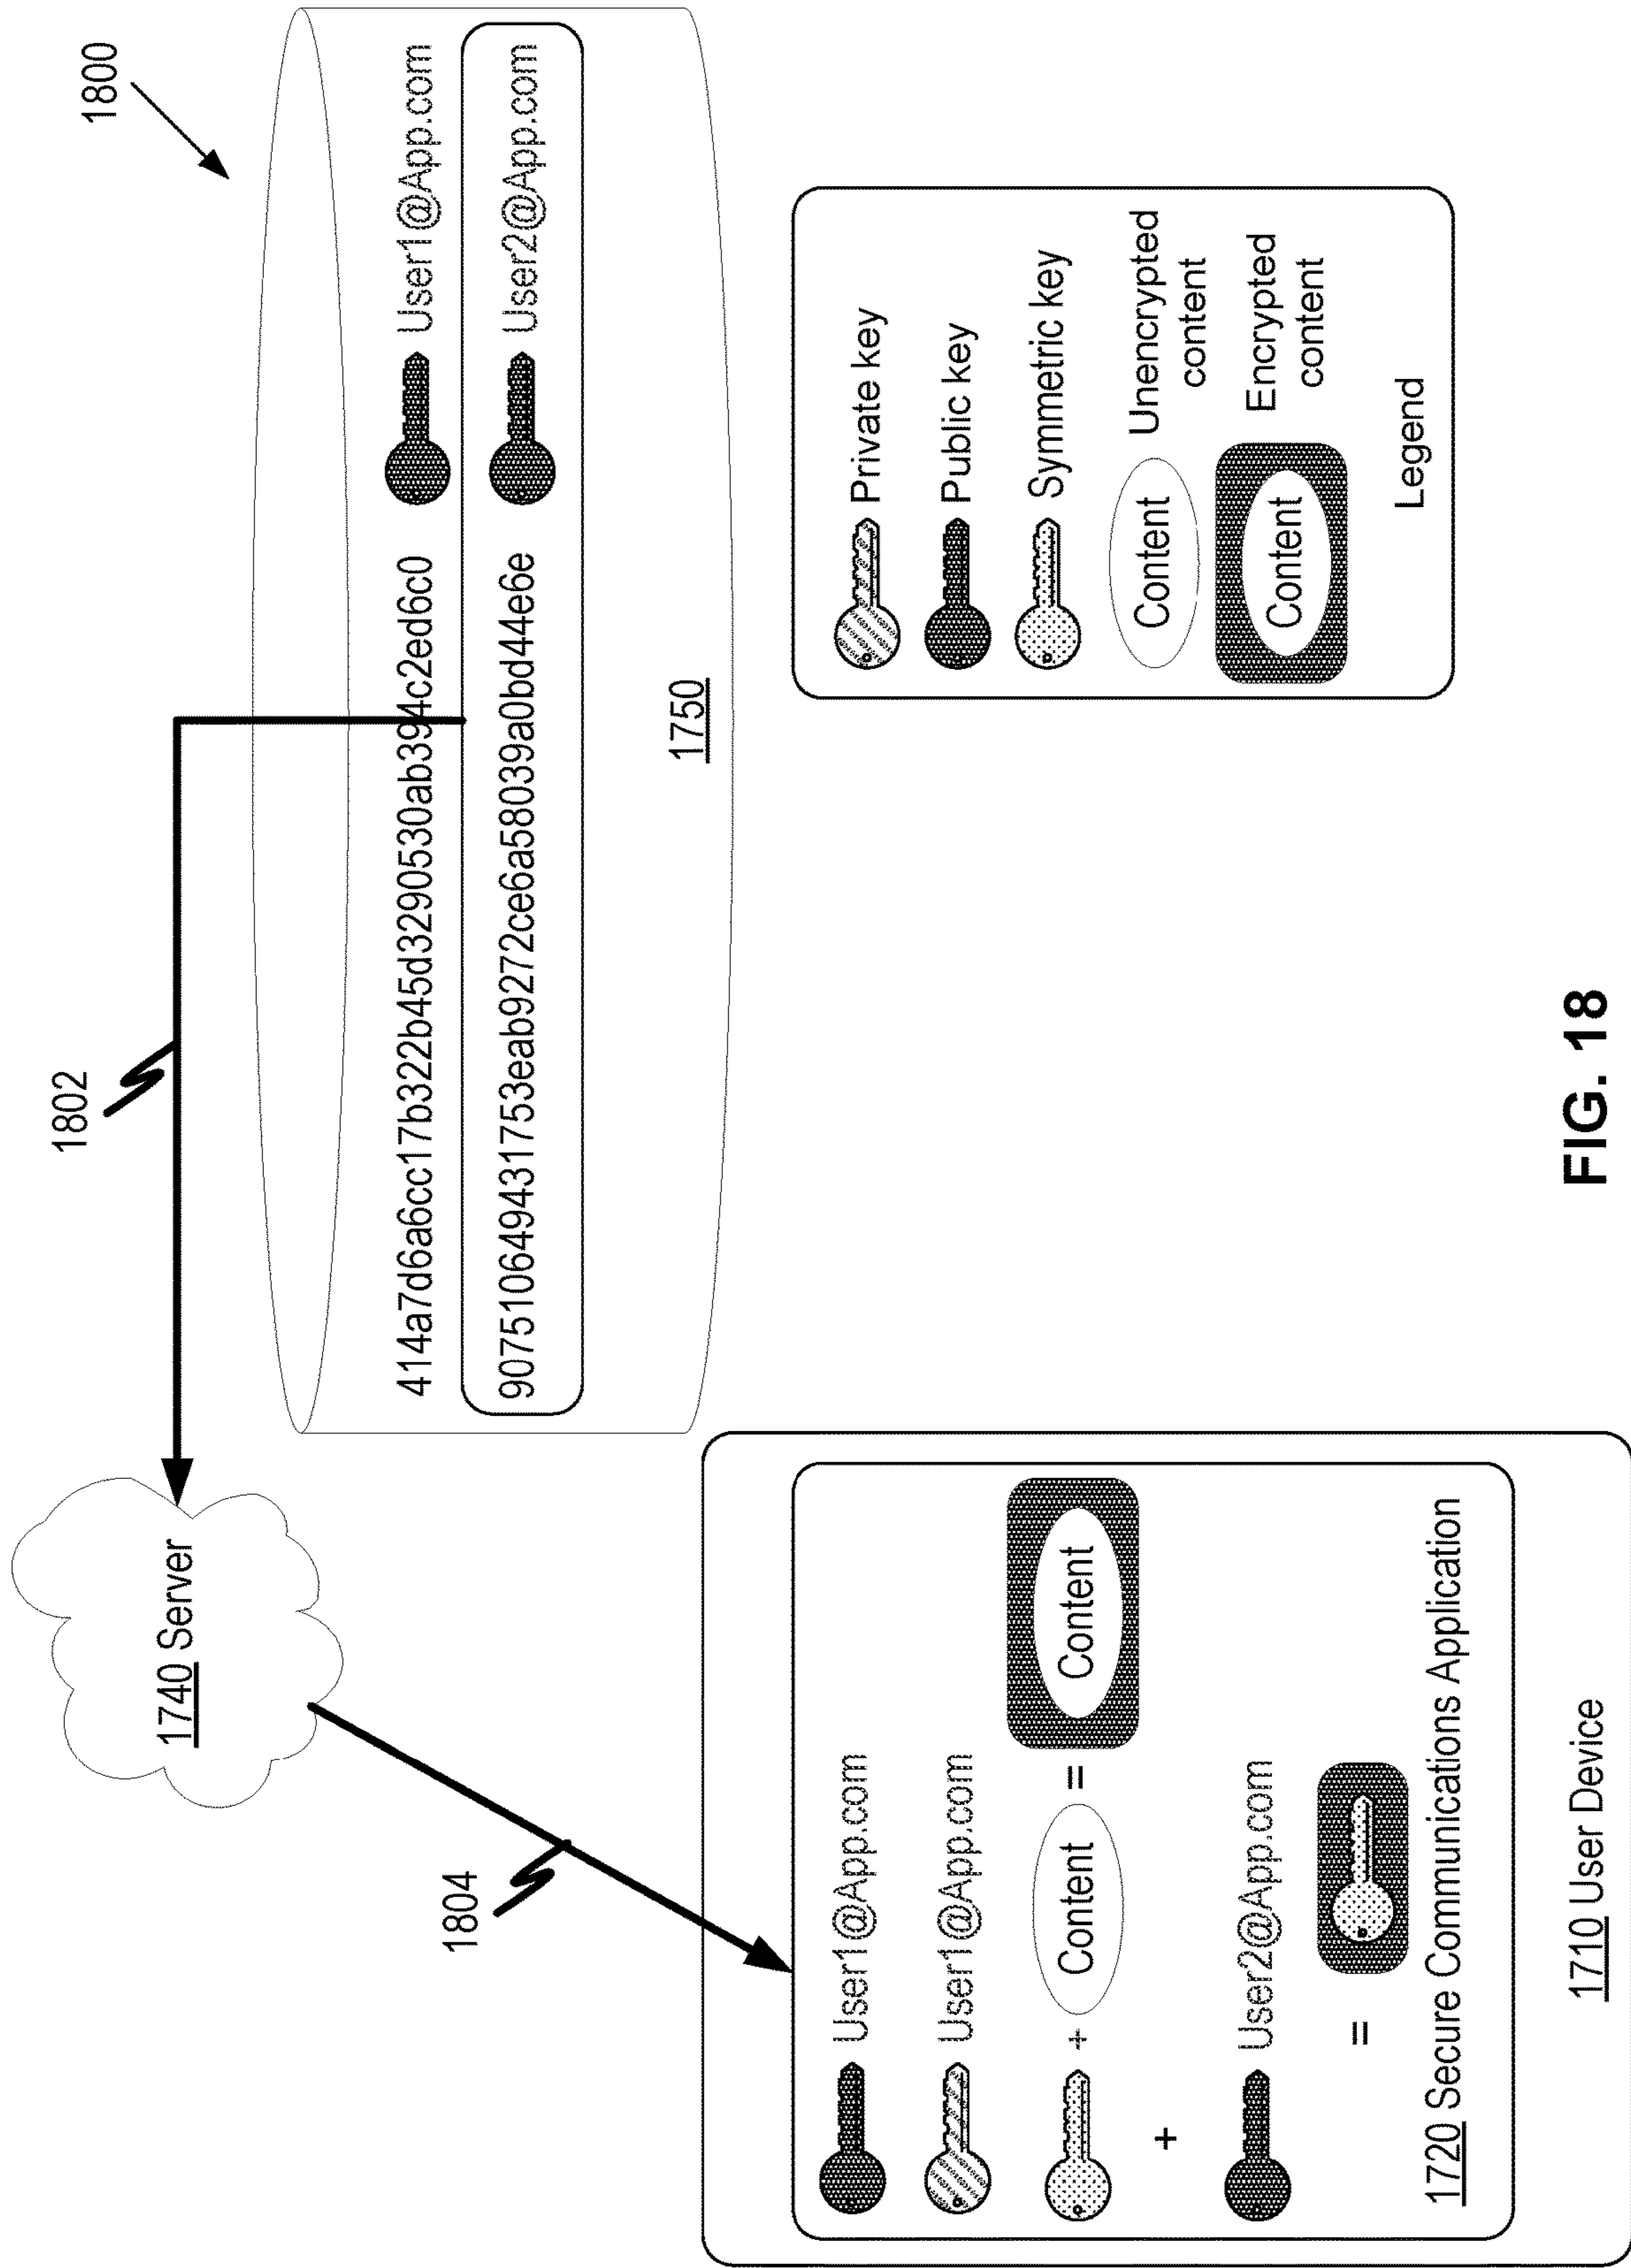 1802
1800
1740 Server
414a7d6a6cc17b322b45d3290530ab394c2ed6c0 User1@App.com
907510649431753eab9272ce6a58039a0bd44e6e User2@App.com
1750
1804
User1@App.com
User1@App.com
+ Content = Content
+
User2@App.com
=
1720 Secure Communications Application
1710 User Device
Private key
Public key
Symmetric key
Content Unencrypted
content
Content Encrypted
content
Legend
FIG. 18